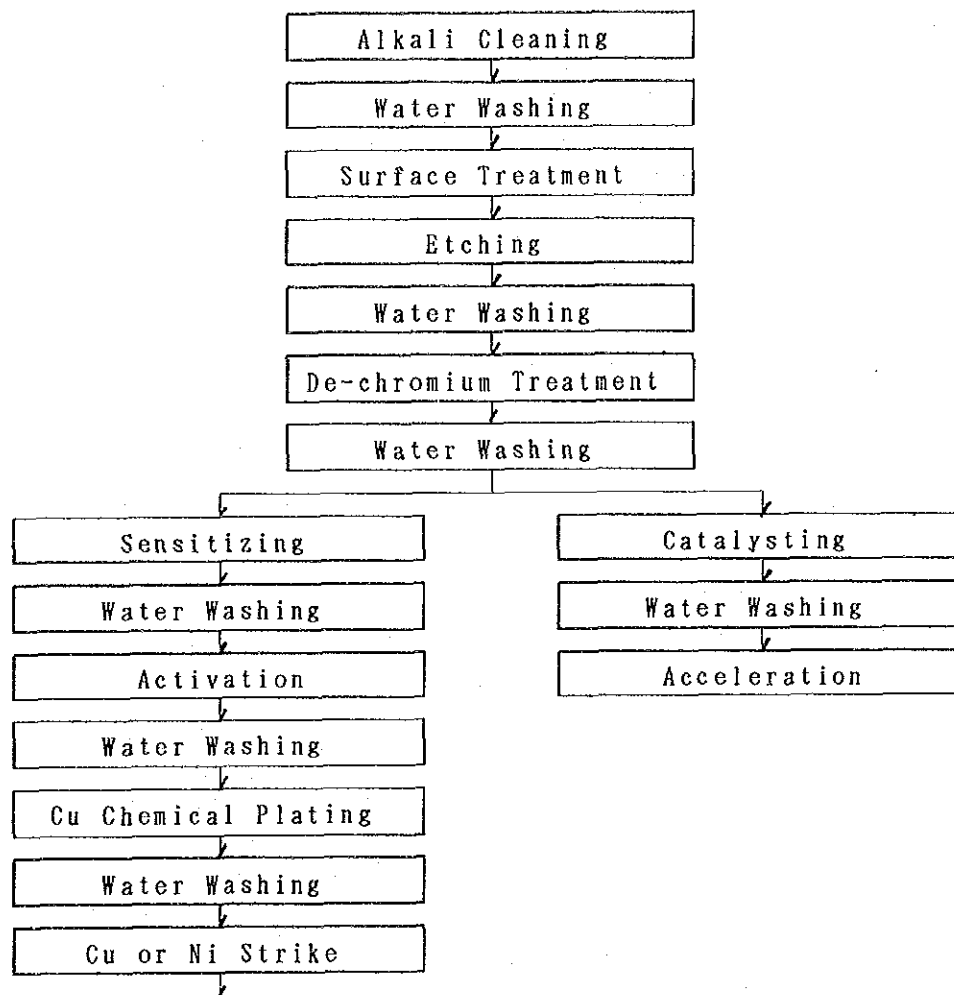 Alkali Cleaning
Water Washing
Surface Treatment
Etching
Water Washing
De-chromium Treatment
Water Washing
Sensitizing
Water Washing
Activation
Water Washing
Cu Chemical Plating
Water Washing
Cu or Ni Strike
Catalysting
Water Washing
Acceleration